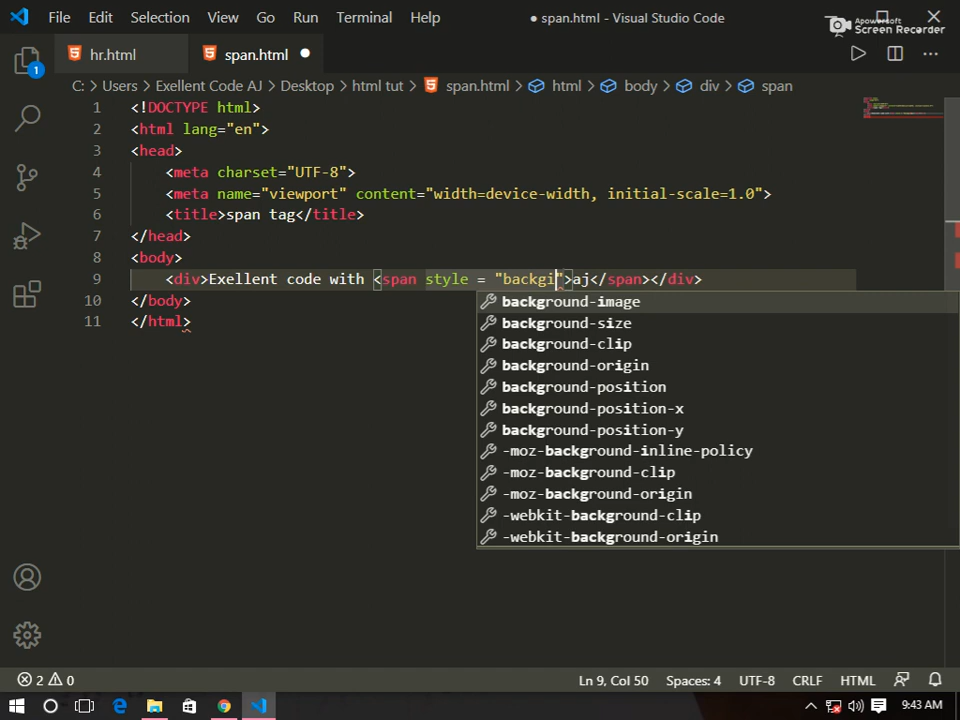 File Edit Selection View Go Run Terminal Help
● span.html - Visual Studio Code
Apowersoft
Screen Recorder
hr.html
span.html ●
1
C: > Users > Exellent Code AJ > Desktop > html tut > span.html > html > body > div > span
1 <!DOCTYPE html>
2 <html lang="en">
3 <head>
4 <meta charset="UTF-8">
5 <meta name="viewport" content="width=device-width, initial-scale=1.0">
6 <title>span tag</title>
7 </head>
8 <body>
9 <div>Exellent code with <span style = "backgi">aj</span></div>
10 </body>
11 </html>
background-image
background-size
background-clip
background-origin
background-position
background-position-x
background-position-y
-moz-background-inline-policy
-moz-background-clip
-moz-background-origin
-webkit-background-clip
-webkit-background-origin
2 0 Ln 9, Col 50 Spaces: 4 UTF-8 CRLF HTML
9:43 AM